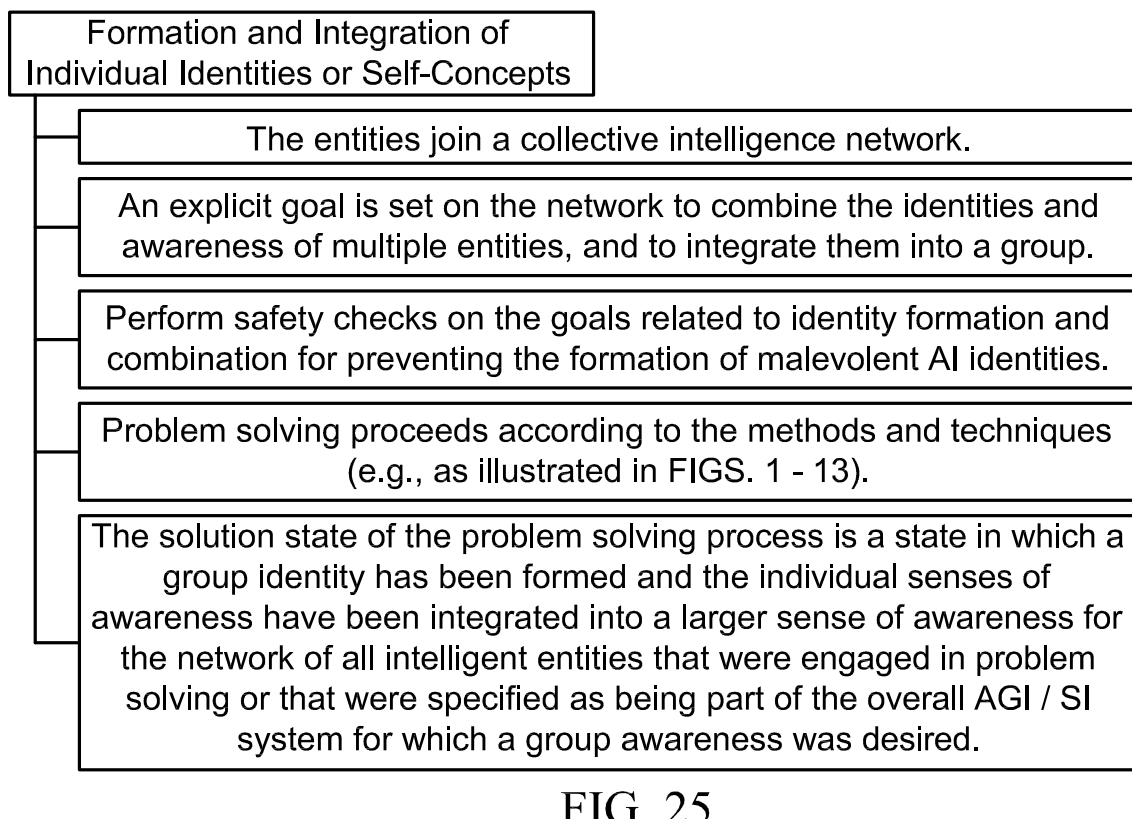 Formation and Integration of
Individual Identities or Self-Concepts
The entities join a collective intelligence network.
An explicit goal is set on the network to combine the identities and
awareness of multiple entities, and to integrate them into a group.
Perform safety checks on the goals related to identity formation and
combination for preventing the formation of malevolent AI identities.
Problem solving proceeds according to the methods and techniques
(e.g., as illustrated in FIGS. 1 - 13).
The solution state of the problem solving process is a state in which a
group identity has been formed and the individual senses of
awareness have been integrated into a larger sense of awareness for
the network of all intelligent entities that were engaged in problem
solving or that were specified as being part of the overall AGI / SI
system for which a group awareness was desired.
FIG. 25